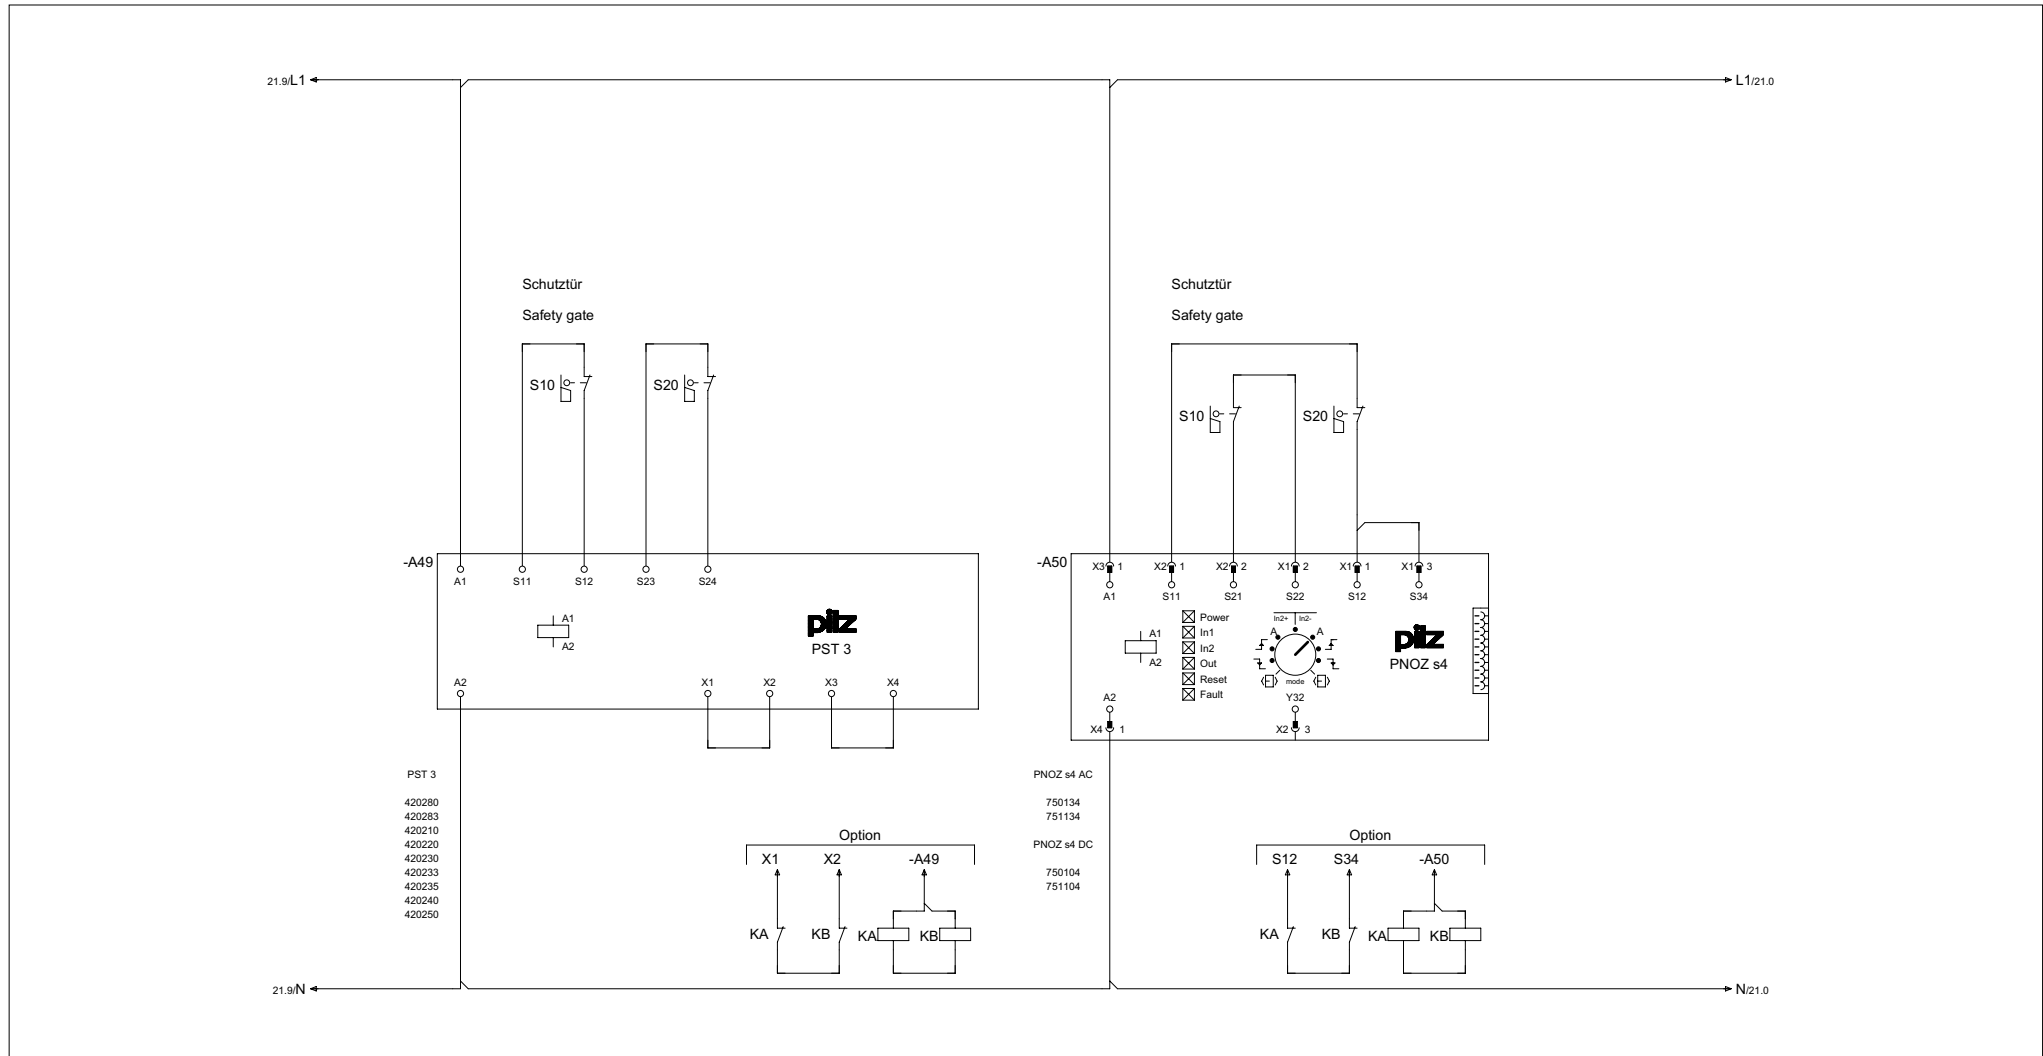 21.9/L1 L1/21.0
Schutztür Schutztür
Safety gate Safety gate
S10 S20
S10 S20
-A49 -A50
X3 1 X2 1 X2 2 X1 2 X1 1 X1 3
A1 S11 S12 S23 S24
A1 S11 S21 S22 S12 S34
A1
A2
pilz
PST 3
A1
A2
Power
In1
In2
Out
Reset
Fault
In2+ In2-
A A
mode
pilz
PNOZ s4
A2 X1 X2 X3 X4
A2 Y32
X4 1 X2 3
PST 3
420280
420283
420210
420220
420230
420233
420235
420240
420250
PNOZ s4 AC
750134
751134
PNOZ s4 DC
750104
751104
Option
X1 X2 -A49
KA KB KA KB
Option
S12 S34 -A50
KA KB KA KB
21.9/N N/21.0